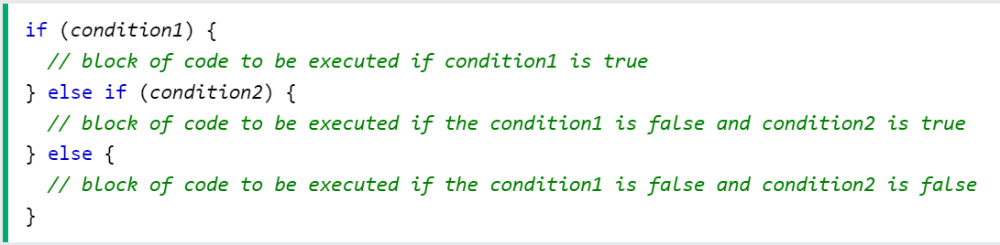 if (condition1) {
  // block of code to be executed if condition1 is true
} else if (condition2) {
  // block of code to be executed if the condition1 is false and condition2 is true
} else {
  // block of code to be executed if the condition1 is false and condition2 is false
}